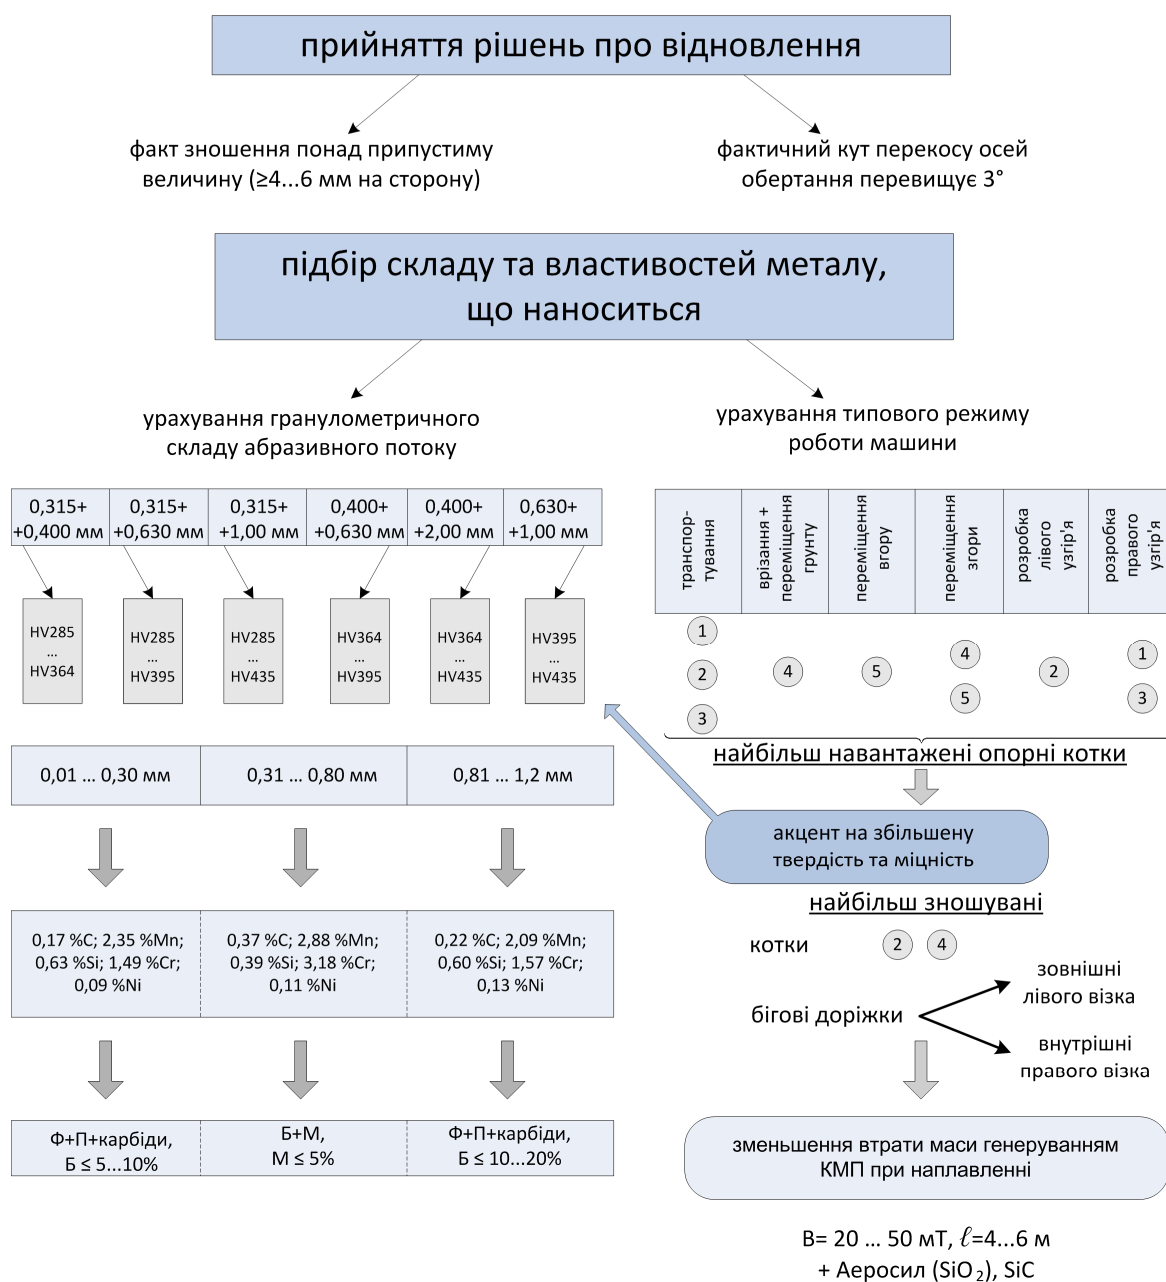 прийняття рішень про відновлення
факт зношення понад припустиму
величину (≥4...6 мм на сторону)
фактичний кут перекосу осей
обертання перевищує 3°
підбір складу та властивостей металу,
що наноситься
урахування гранулометричного
складу абразивного потоку
урахування типового режиму
роботи машини
0,315+
+0,400 мм
0,315+
+0,630 мм
0,315+
+1,00 мм
0,400+
+0,630 мм
0,400+
+2,00 мм
0,630+
+1,00 мм
HV285
...
HV364
HV285
...
HV395
HV285
...
HV435
HV364
...
HV395
HV364
...
HV435
HV395
...
HV435
0,01 ... 0,30 мм
0,31 ... 0,80 мм
0,81 ... 1,2 мм
0,17 %C; 2,35 %Mn;
0,63 %Si; 1,49 %Cr;
0,09 %Ni
0,37 %C; 2,88 %Mn;
0,39 %Si; 3,18 %Cr;
0,11 %Ni
0,22 %C; 2,09 %Mn;
0,60 %Si; 1,57 %Cr;
0,13 %Ni
Ф+П+карбіди,
Б ≤ 5...10%
Б+М,
М ≤ 5%
Ф+П+карбіди,
Б ≤ 10...20%
транспор-
тування
врізання +
переміщення
грунту
переміщення
вгору
переміщення
згори
розробка
лівого
узгір'я
розробка
правого
узгір'я
1
2
3
4
5
4
5
2
1
3
найбільш навантажені опорні котки
акцент на збільшену
твердість та міцність
найбільш зношувані
котки 2 4
бігові доріжки
зовнішні
лівого візка
внутрішні
правого візка
зменьшення втрати маси генеруванням
КМП при наплавленні
В= 20 ... 50 мТ, ℓ=4...6 м
+ Аеросил (SiO₂), SiC